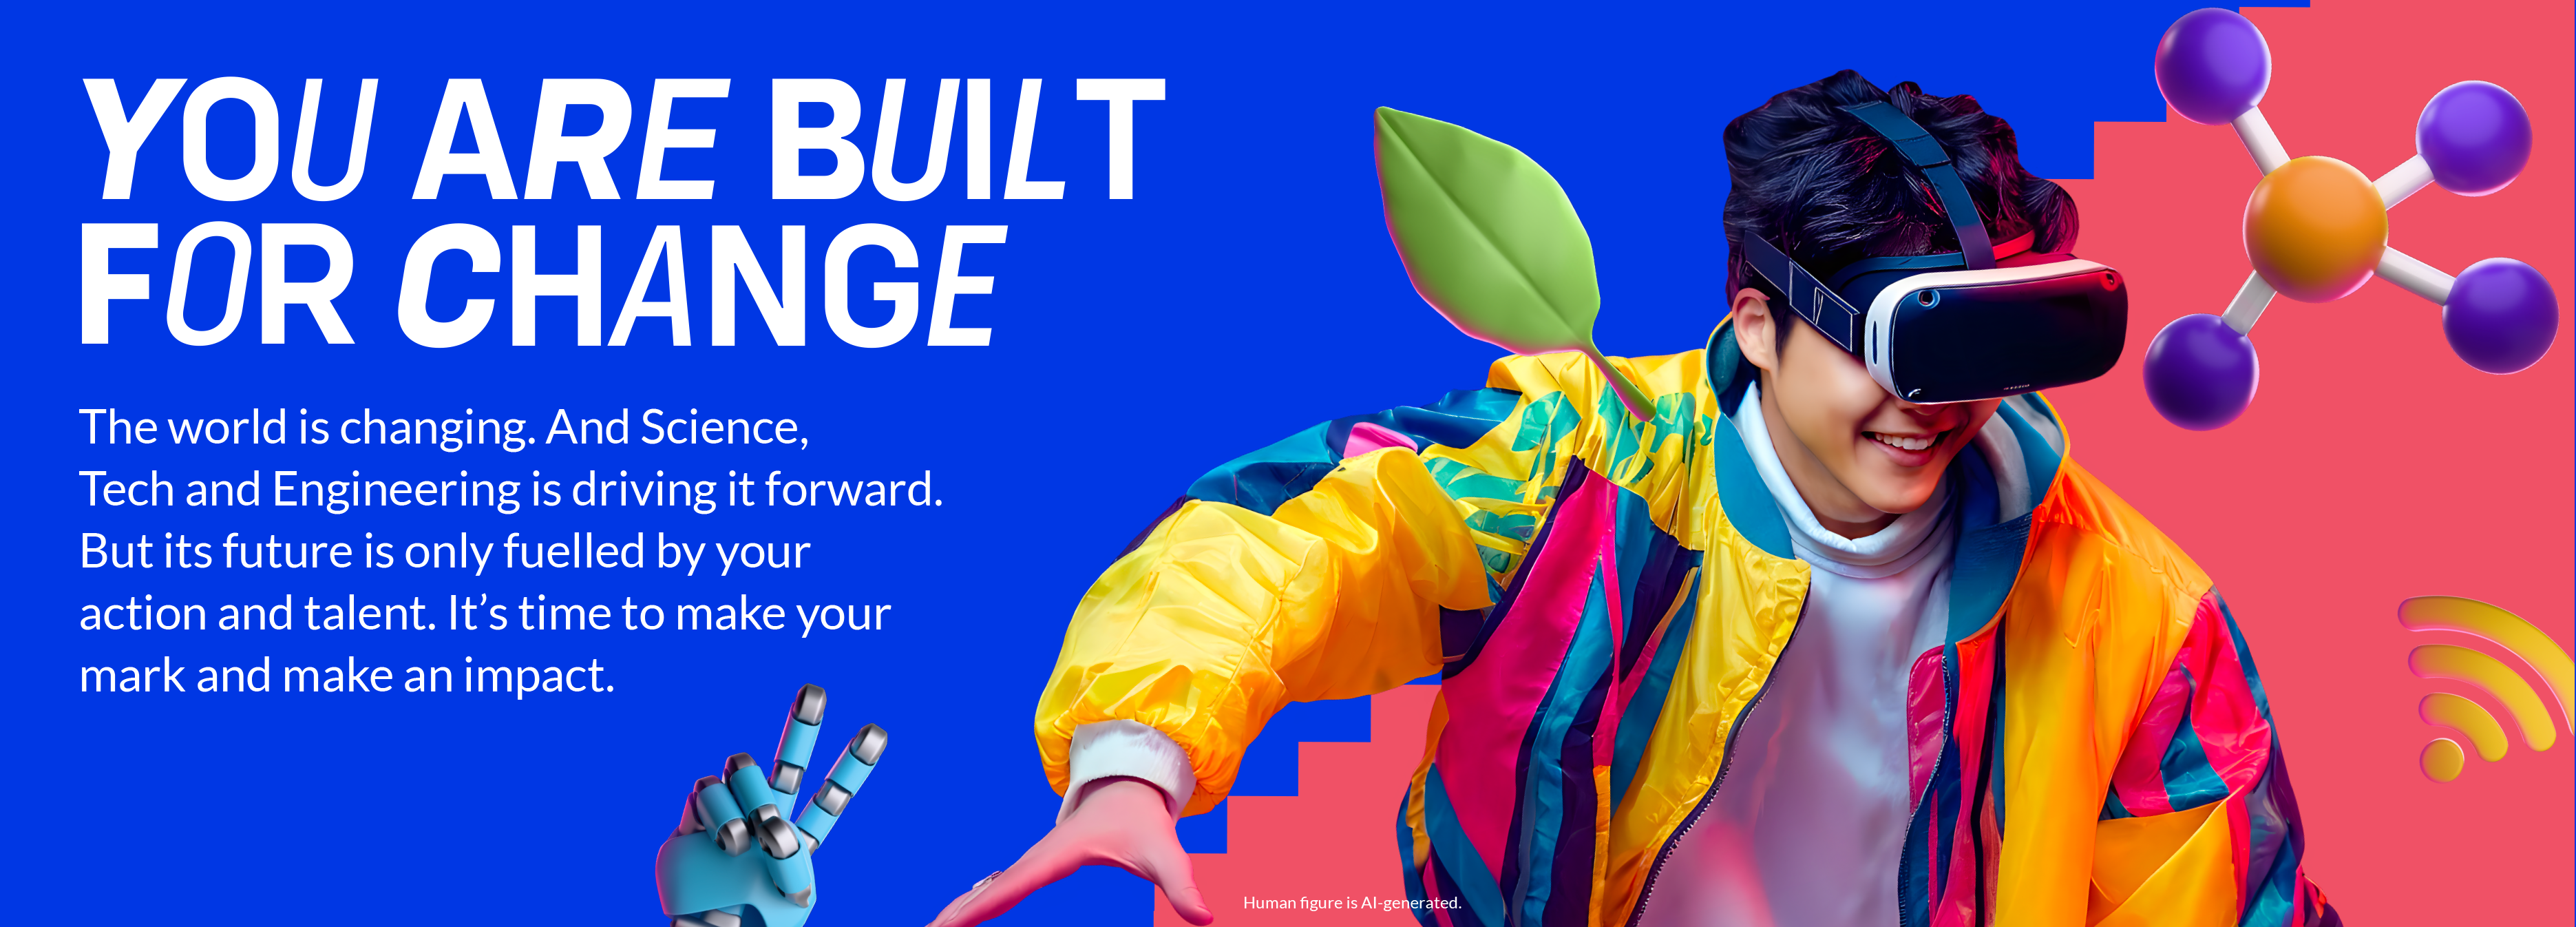 YOU ARE BUILT
FOR CHANGE
The world is changing. And Science,
Tech and Engineering is driving it forward.
But its future is only fuelled by your
action and talent. It’s time to make your
mark and make an impact.
Human figure is AI-generated.